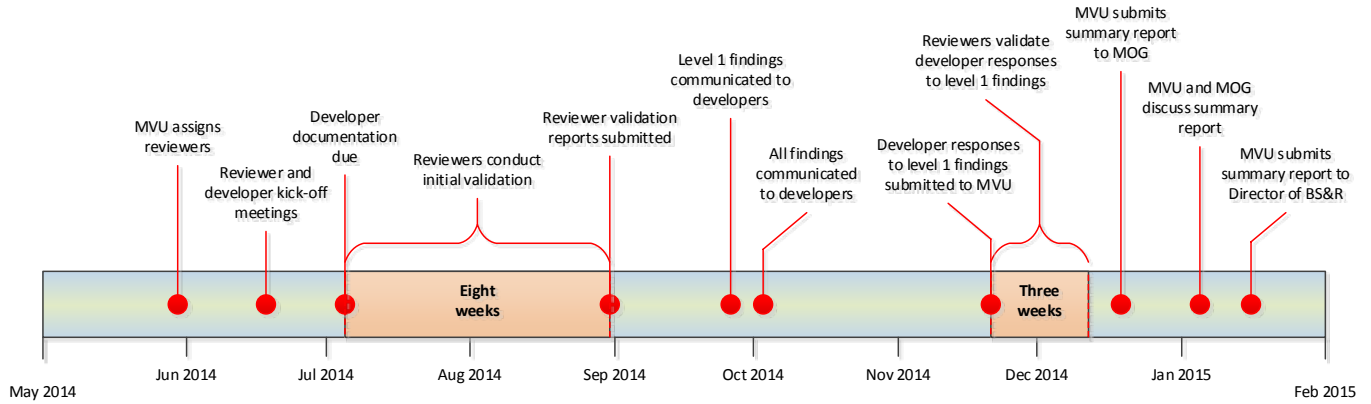 MVU assigns
reviewers
Reviewer and
developer kick-off
meetings
Developer
documentation
due
Reviewers conduct
initial validation
Reviewer validation
reports submitted
Level 1 findings
communicated to
developers
All findings
communicated
to developers
Developer responses
to level 1 findings
submitted to MVU
Reviewers validate
developer responses
to level 1 findings
MVU submits
summary report
to MOG
MVU and MOG
discuss summary
report
MVU submits
summary report to
Director of BS&R
Eight
weeks
Three
weeks
May 2014
Jun 2014
Jul 2014
Aug 2014
Sep 2014
Oct 2014
Nov 2014
Dec 2014
Jan 2015
Feb 2015